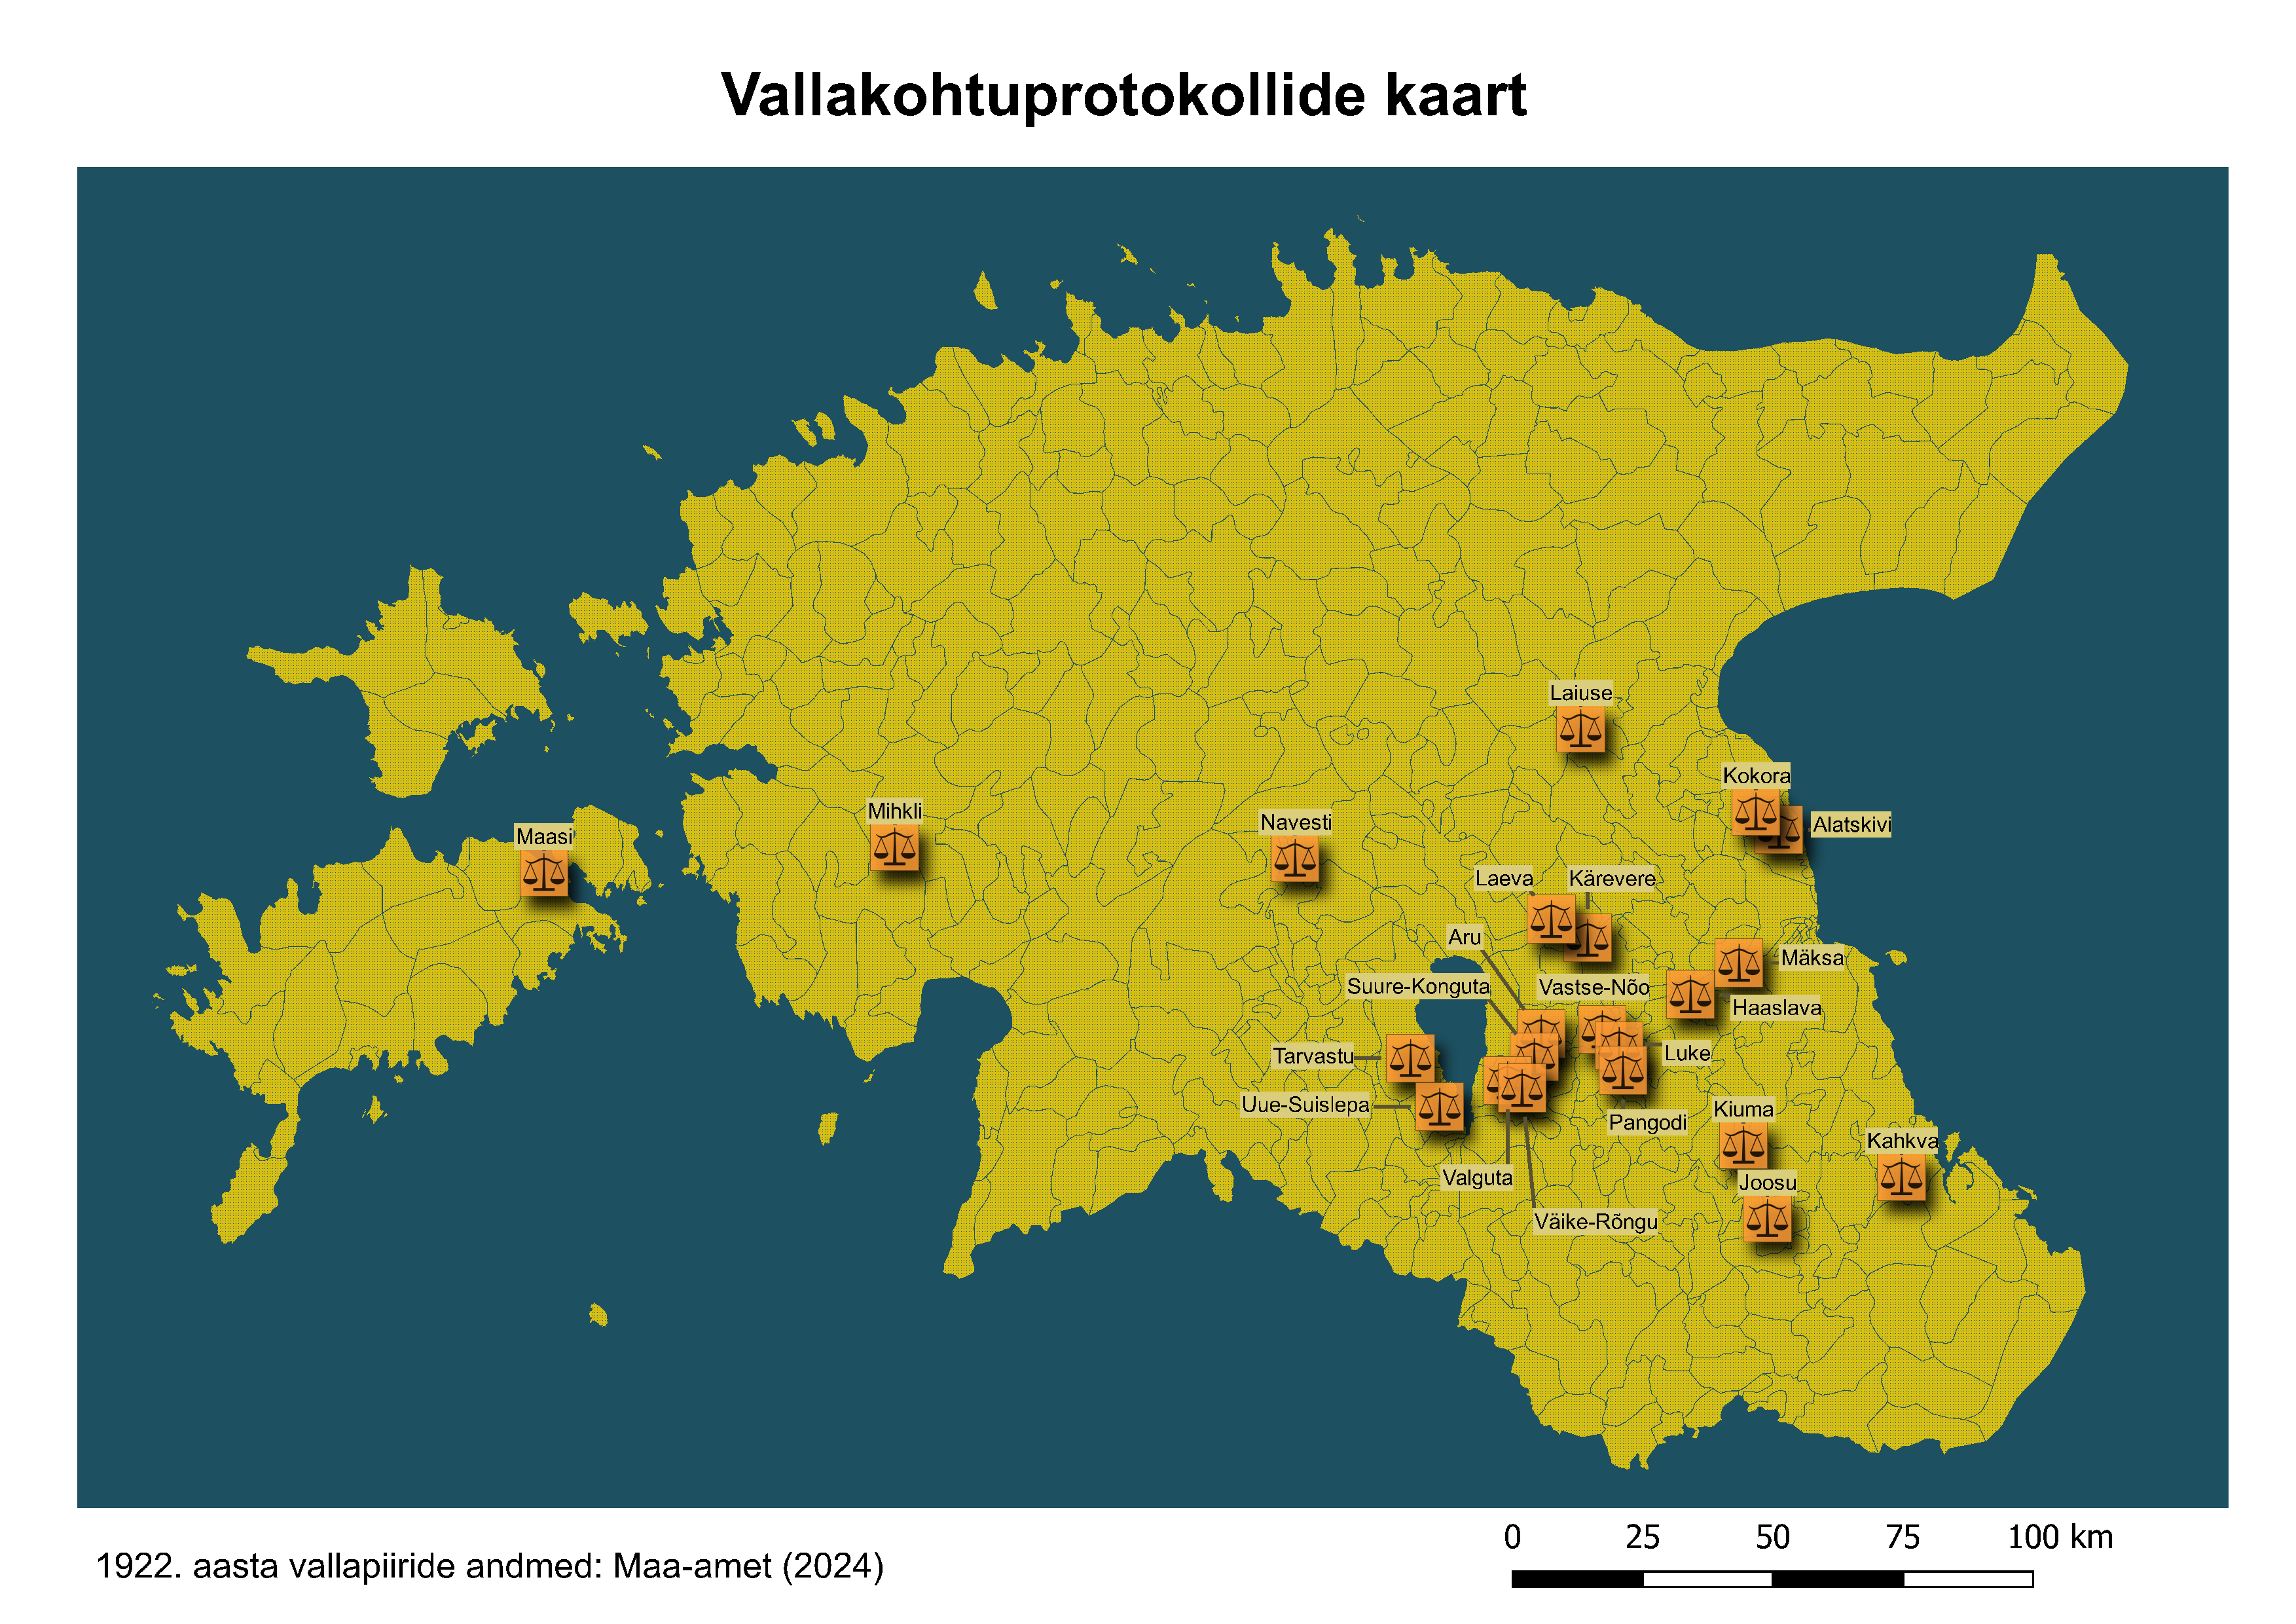 Vallakohtuprotokollide kaart
Laiuse
Kokora
Alatskivi
Mihkli
Navesti
Maasi
Laeva
Kärevere
Aru
Mäksa
Suure-Konguta
Vastse-Nõo
Haaslava
Tarvastu
Luke
Uue-Suislepa
Kiuma
Pangodi
Kahkva
Valguta
Joosu
Väike-Rõngu
0 25 50 75 100 km
1922. aasta vallapiiride andmed: Maa-amet (2024)